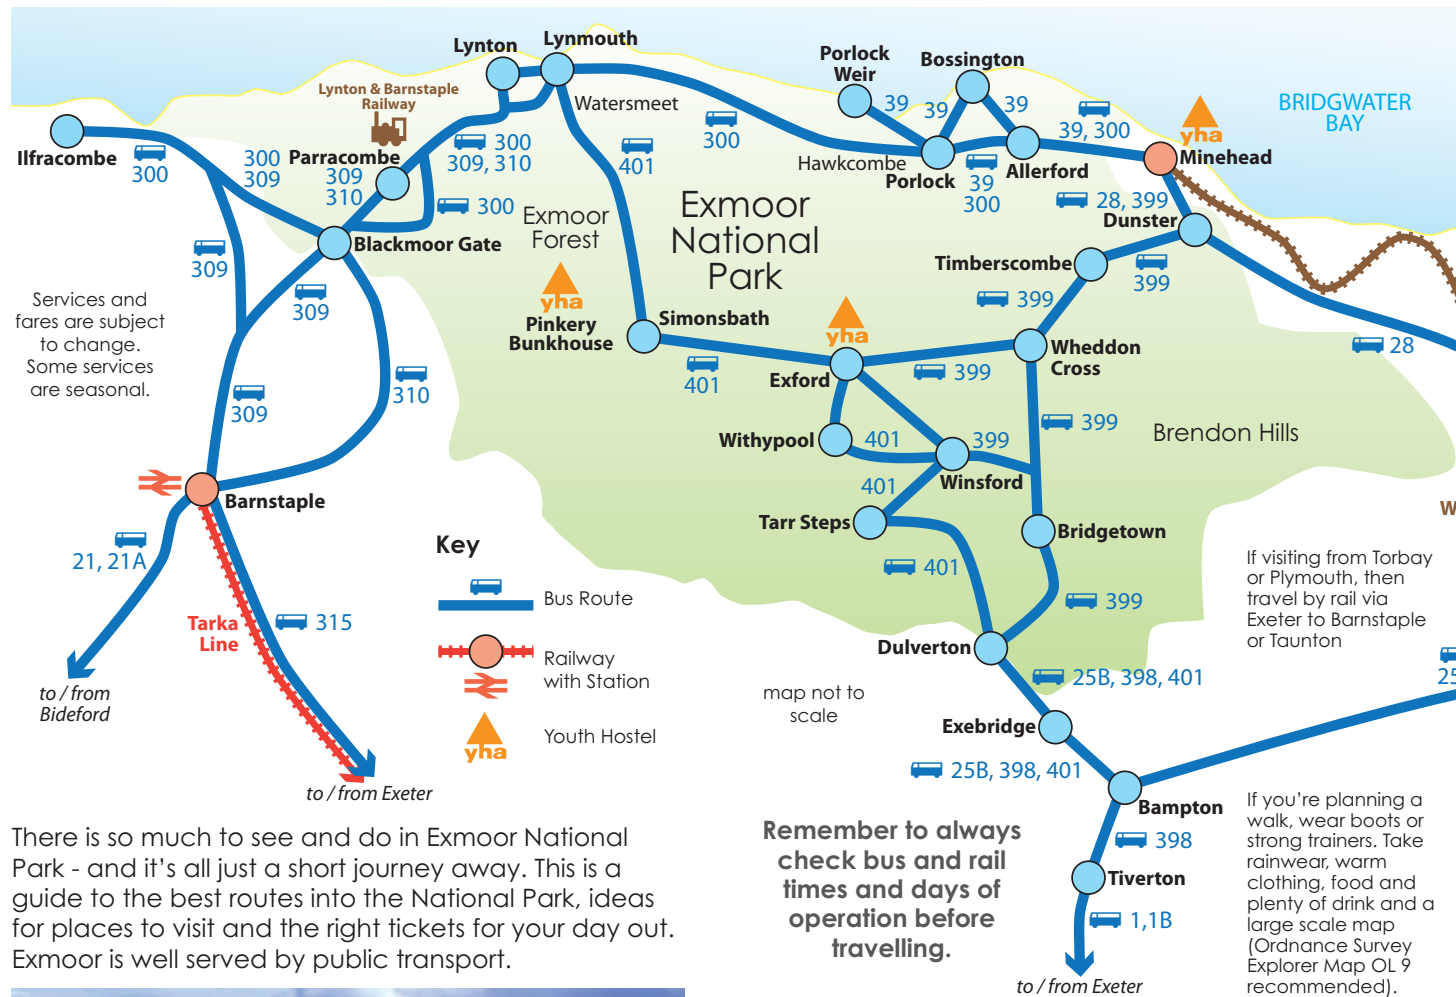 Lynton
Lynmouth
Porlock
Weir
Bossington
BRIDGWATER
BAY
Lynton & Barnstaple
Railway
Watersmeet
39
39
39
39, 300
yha
Minehead
Ilfracombe
300
300
309
Parracombe
309
310
300
309, 310
401
300
Hawkcombe
Porlock
39
300
Allerford
28, 399
Dunster
300
Exmoor
Forest
Exmoor
National
Park
Blackmoor Gate
309
309
Timberscombe
399
399
Services and
fares are subject
to change.
Some services
are seasonal.
yha
Pinkery
Bunkhouse
Simonsbath
yha
Exford
401
399
Wheddon
Cross
28
309
310
Withypool
401
399
399
Brendon Hills
Winsford
401
Tarr Steps
Bridgetown
Barnstaple
21, 21A
Tarka
Line
315
to / from
Bideford
to / from Exeter
Key
Bus Route
Railway
with Station
yha
Youth Hostel
401
399
Dulverton
25B, 398, 401
map not to
scale
Exebridge
25B, 398, 401
Bampton
398
Tiverton
1,1B
to / from Exeter
W
If visiting from Torbay
or Plymouth, then
travel by rail via
Exeter to Barnstaple
or Taunton
25
If you're planning a
walk, wear boots or
strong trainers. Take
rainwear, warm
clothing, food and
plenty of drink and a
large scale map
(Ordnance Survey
Explorer Map OL 9
recommended).
Remember to always
check bus and rail
times and days of
operation before
travelling.
There is so much to see and do in Exmoor National
Park - and it's all just a short journey away. This is a
guide to the best routes into the National Park, ideas
for places to visit and the right tickets for your day out.
Exmoor is well served by public transport.